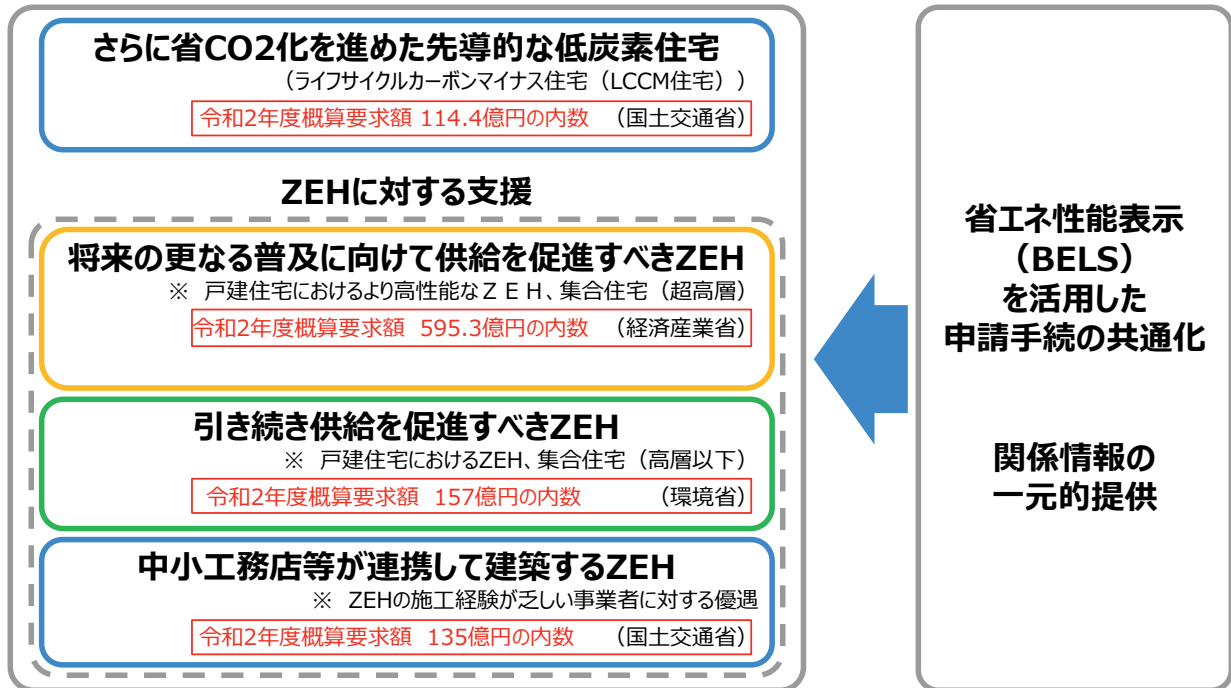 さらに省CO2化を進めた先導的な低炭素住宅
（ライフサイクルカーボンマイナス住宅（LCCM住宅））
令和2年度概算要求額 114.4億円の内数 （国土交通省）
ZEHに対する支援
将来の更なる普及に向けて供給を促進すべきZEH
※ 戸建住宅におけるより高性能なＺＥＨ、集合住宅（超高層）
令和2年度概算要求額 595.3億円の内数 （経済産業省）
引き続き供給を促進すべきZEH
※ 戸建住宅におけるZEH、集合住宅（高層以下）
令和2年度概算要求額 157億円の内数 （環境省）
中小工務店等が連携して建築するZEH
※ ZEHの施工経験が乏しい事業者に対する優遇
令和2年度概算要求額 135億円の内数 （国土交通省）
省エネ性能表示
（BELS）
を活用した
申請手続の共通化
関係情報の
一元的提供